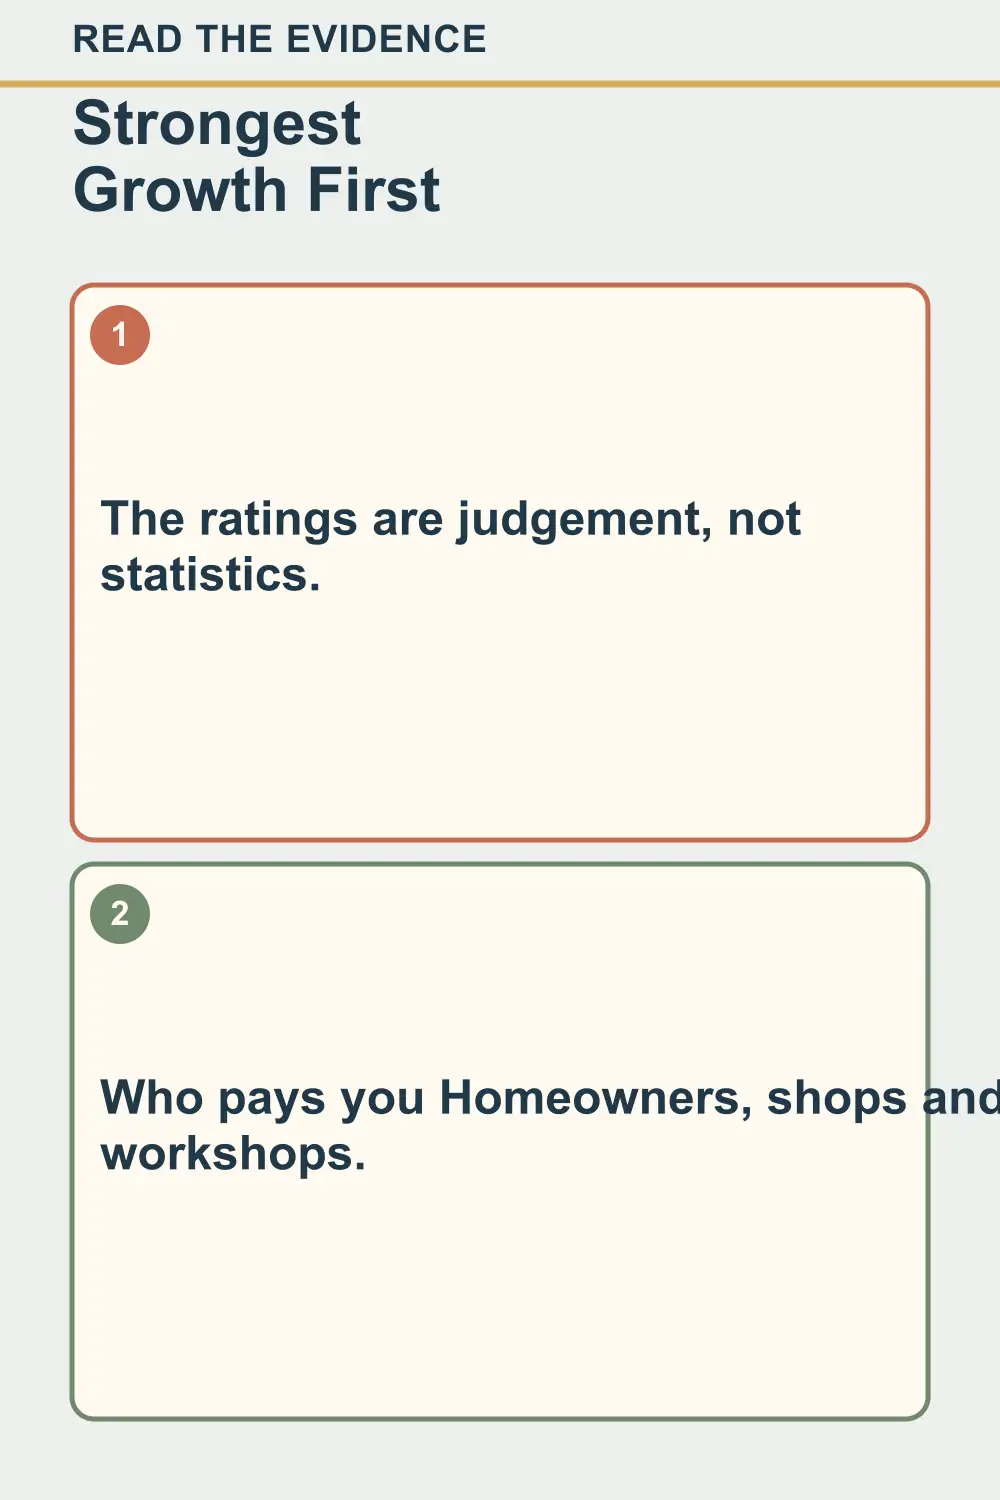 READ THE EVIDENCE
Strongest
Growth First
1
The ratings are judgement, not
statistics.
2
Who pays you Homeowners, shops and
workshops.